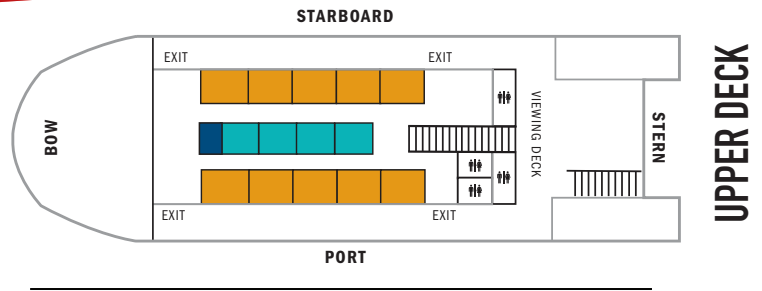 STARBOARD
EXIT
EXIT
BOW
VIEWING DECK
STERN
UPPER DECK
EXIT
EXIT
PORT